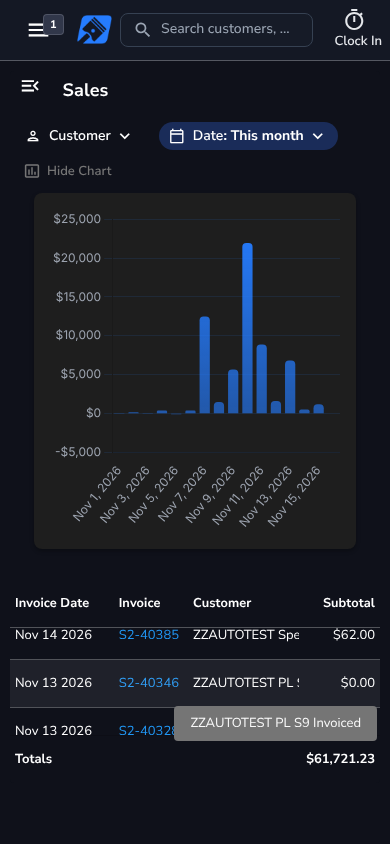 1
Search customers, ...
Clock In
Sales
Customer
Date: This month
Hide Chart
$25,000
$20,000
$15,000
$10,000
$5,000
$0
-$5,000
Nov 1, 2026
Nov 3, 2026
Nov 5, 2026
Nov 7, 2026
Nov 9, 2026
Nov 11, 2026
Nov 13, 2026
Nov 15, 2026
Invoice Date Invoice Customer Subtotal
Nov 14 2026 S2-40385 ZZAUTOTEST Spe $62.00
Nov 13 2026 S2-40346 ZZAUTOTEST PL $0.00
Nov 13 2026 S2-40328
ZZAUTOTEST PL S9 Invoiced
Totals $61,721.23